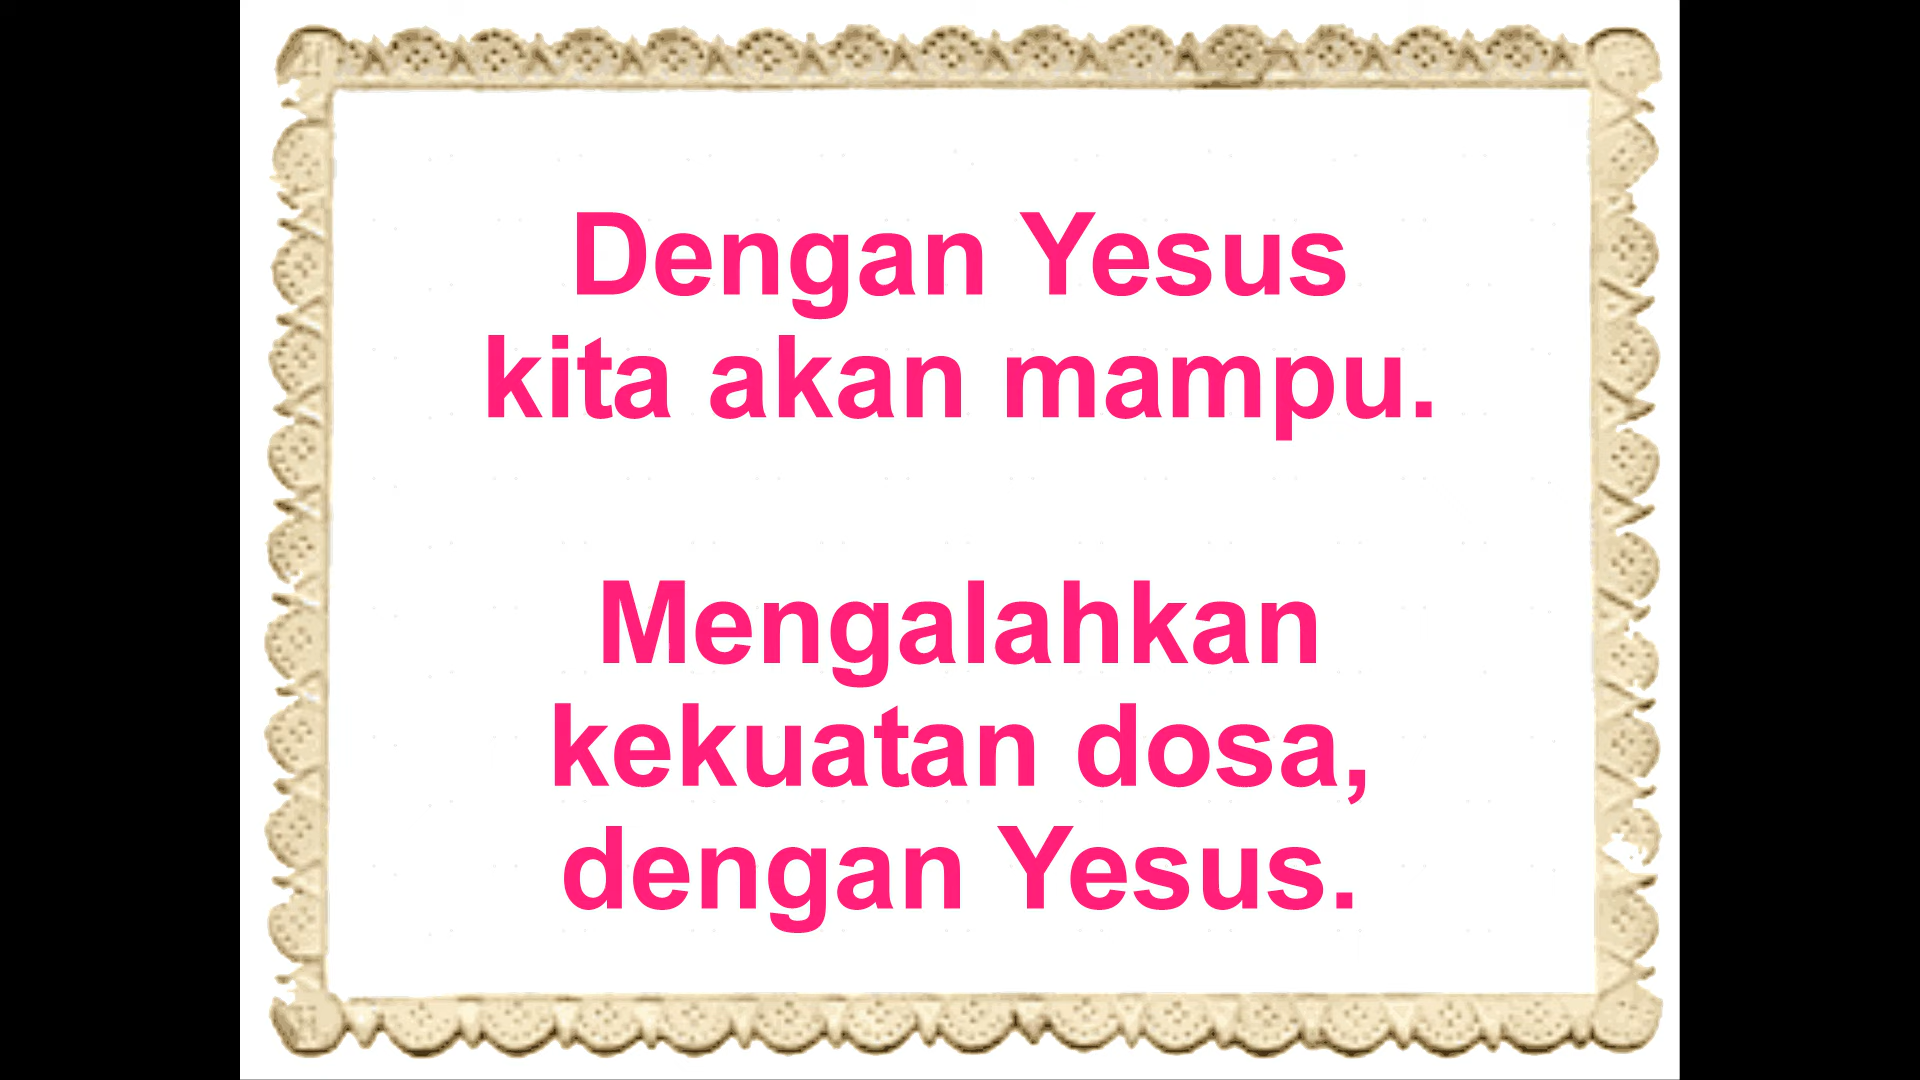 Dengan Yesus
kita akan mampu.
Mengalahkan
kekuatan dosa,
dengan Yesus.